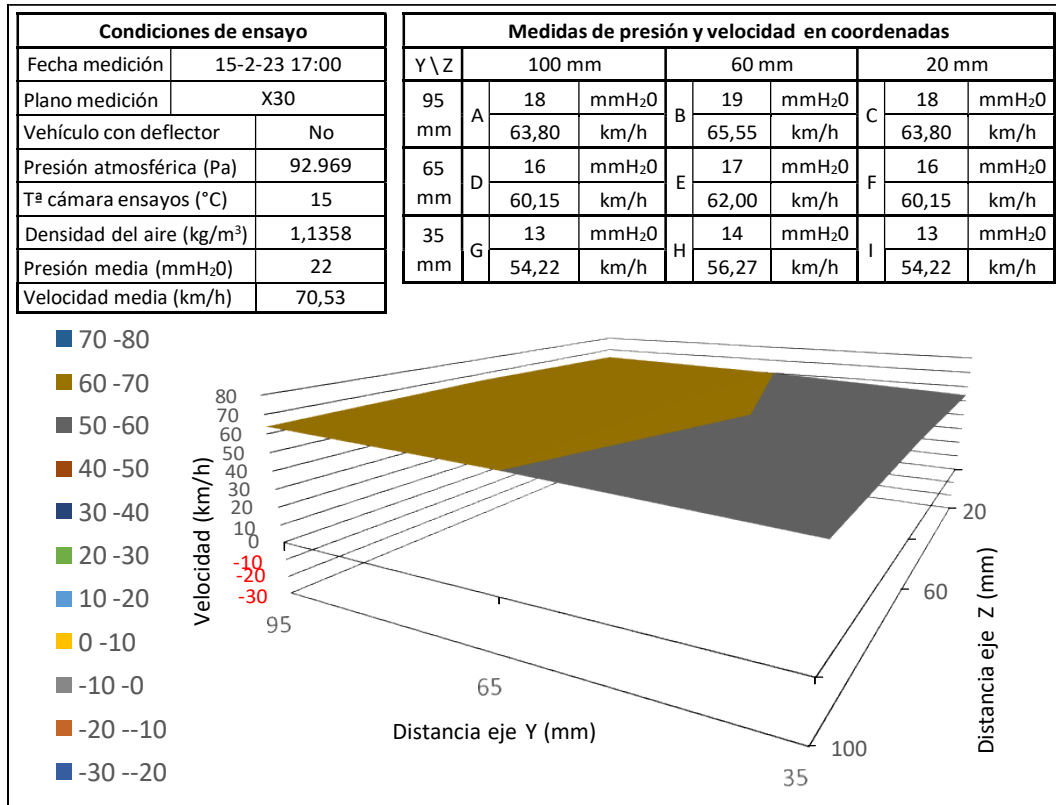 Condiciones de ensayo
Fecha medición 15-2-23 17:00
Plano medición X30
Vehículo con deflector No
Presión atmosférica (Pa) 92.969
Tª cámara ensayos (°C) 15
Densidad del aire (kg/m³) 1,1358
Presión media (mmH₂0) 22
Velocidad media (km/h) 70,53
Medidas de presión y velocidad en coordenadas
Y \ Z 100 mm 60 mm 20 mm
95 mm A 18 mmH₂0 B 19 mmH₂0 C 18 mmH₂0
63,80 km/h 65,55 km/h 63,80 km/h
65 mm D 16 mmH₂0 E 17 mmH₂0 F 16 mmH₂0
60,15 km/h 62,00 km/h 60,15 km/h
35 mm G 13 mmH₂0 H 14 mmH₂0 I 13 mmH₂0
54,22 km/h 56,27 km/h 54,22 km/h
70 -80
60 -70
50 -60
40 -50
30 -40
20 -30
10 -20
0 -10
-10 -0
-20 --10
-30 --20
Velocidad (km/h)
80
70
60
50
40
30
20
10
0
-10
-20
-30
95
65
35
Distancia eje Y (mm)
20
60
100
Distancia eje Z (mm)